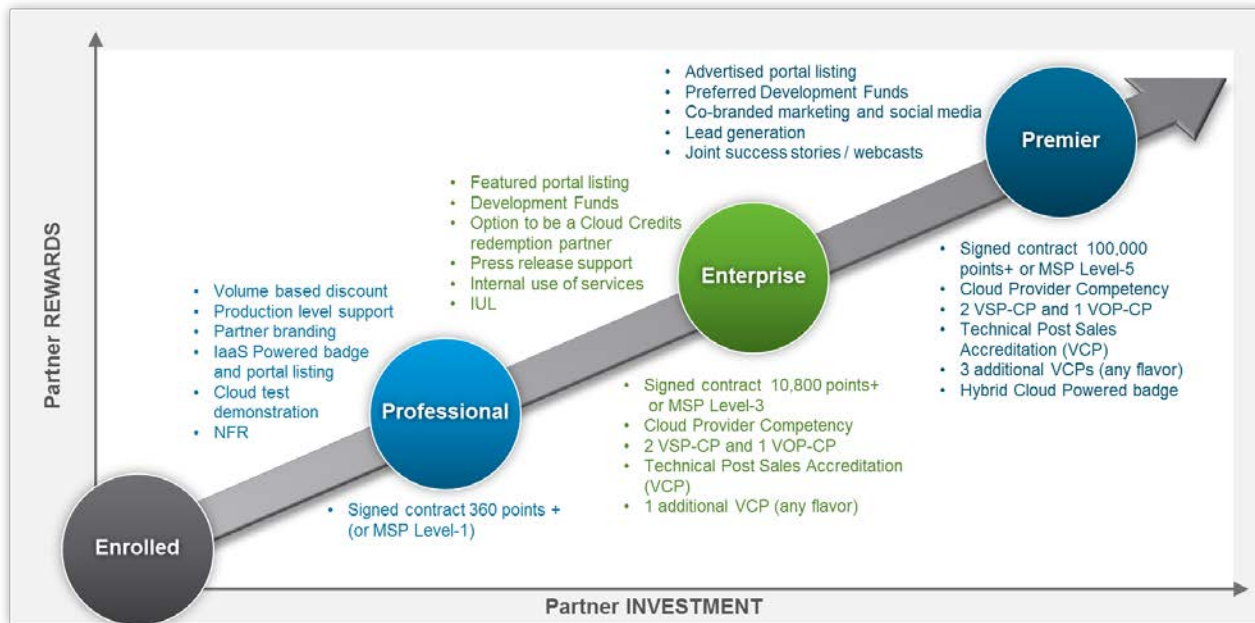 Partner REWARDS
• Advertised portal listing
• Preferred Development Funds
• Co-branded marketing and social media
• Lead generation
• Joint success stories / webcasts
Premier
• Featured portal listing
• Development Funds
• Option to be a Cloud Credits
redemption partner
• Press release support
• Internal use of services
• IUL
Enterprise
• Signed contract 100,000
points+ or MSP Level-5
• Cloud Provider Competency
• 2 VSP-CP and 1 VOP-CP
• Technical Post Sales
Accreditation (VCP)
• 3 additional VCPs (any flavor)
• Hybrid Cloud Powered badge
• Volume based discount
• Production level support
• Partner branding
• IaaS Powered badge
and portal listing
• Cloud test
demonstration
• NFR
Professional
• Signed contract 10,800 points+
or MSP Level-3
• Cloud Provider Competency
• 2 VSP-CP and 1 VOP-CP
• Technical Post Sales Accreditation
(VCP)
• 1 additional VCP (any flavor)
• Signed contract 360 points +
(or MSP Level-1)
Enrolled
Partner INVESTMENT